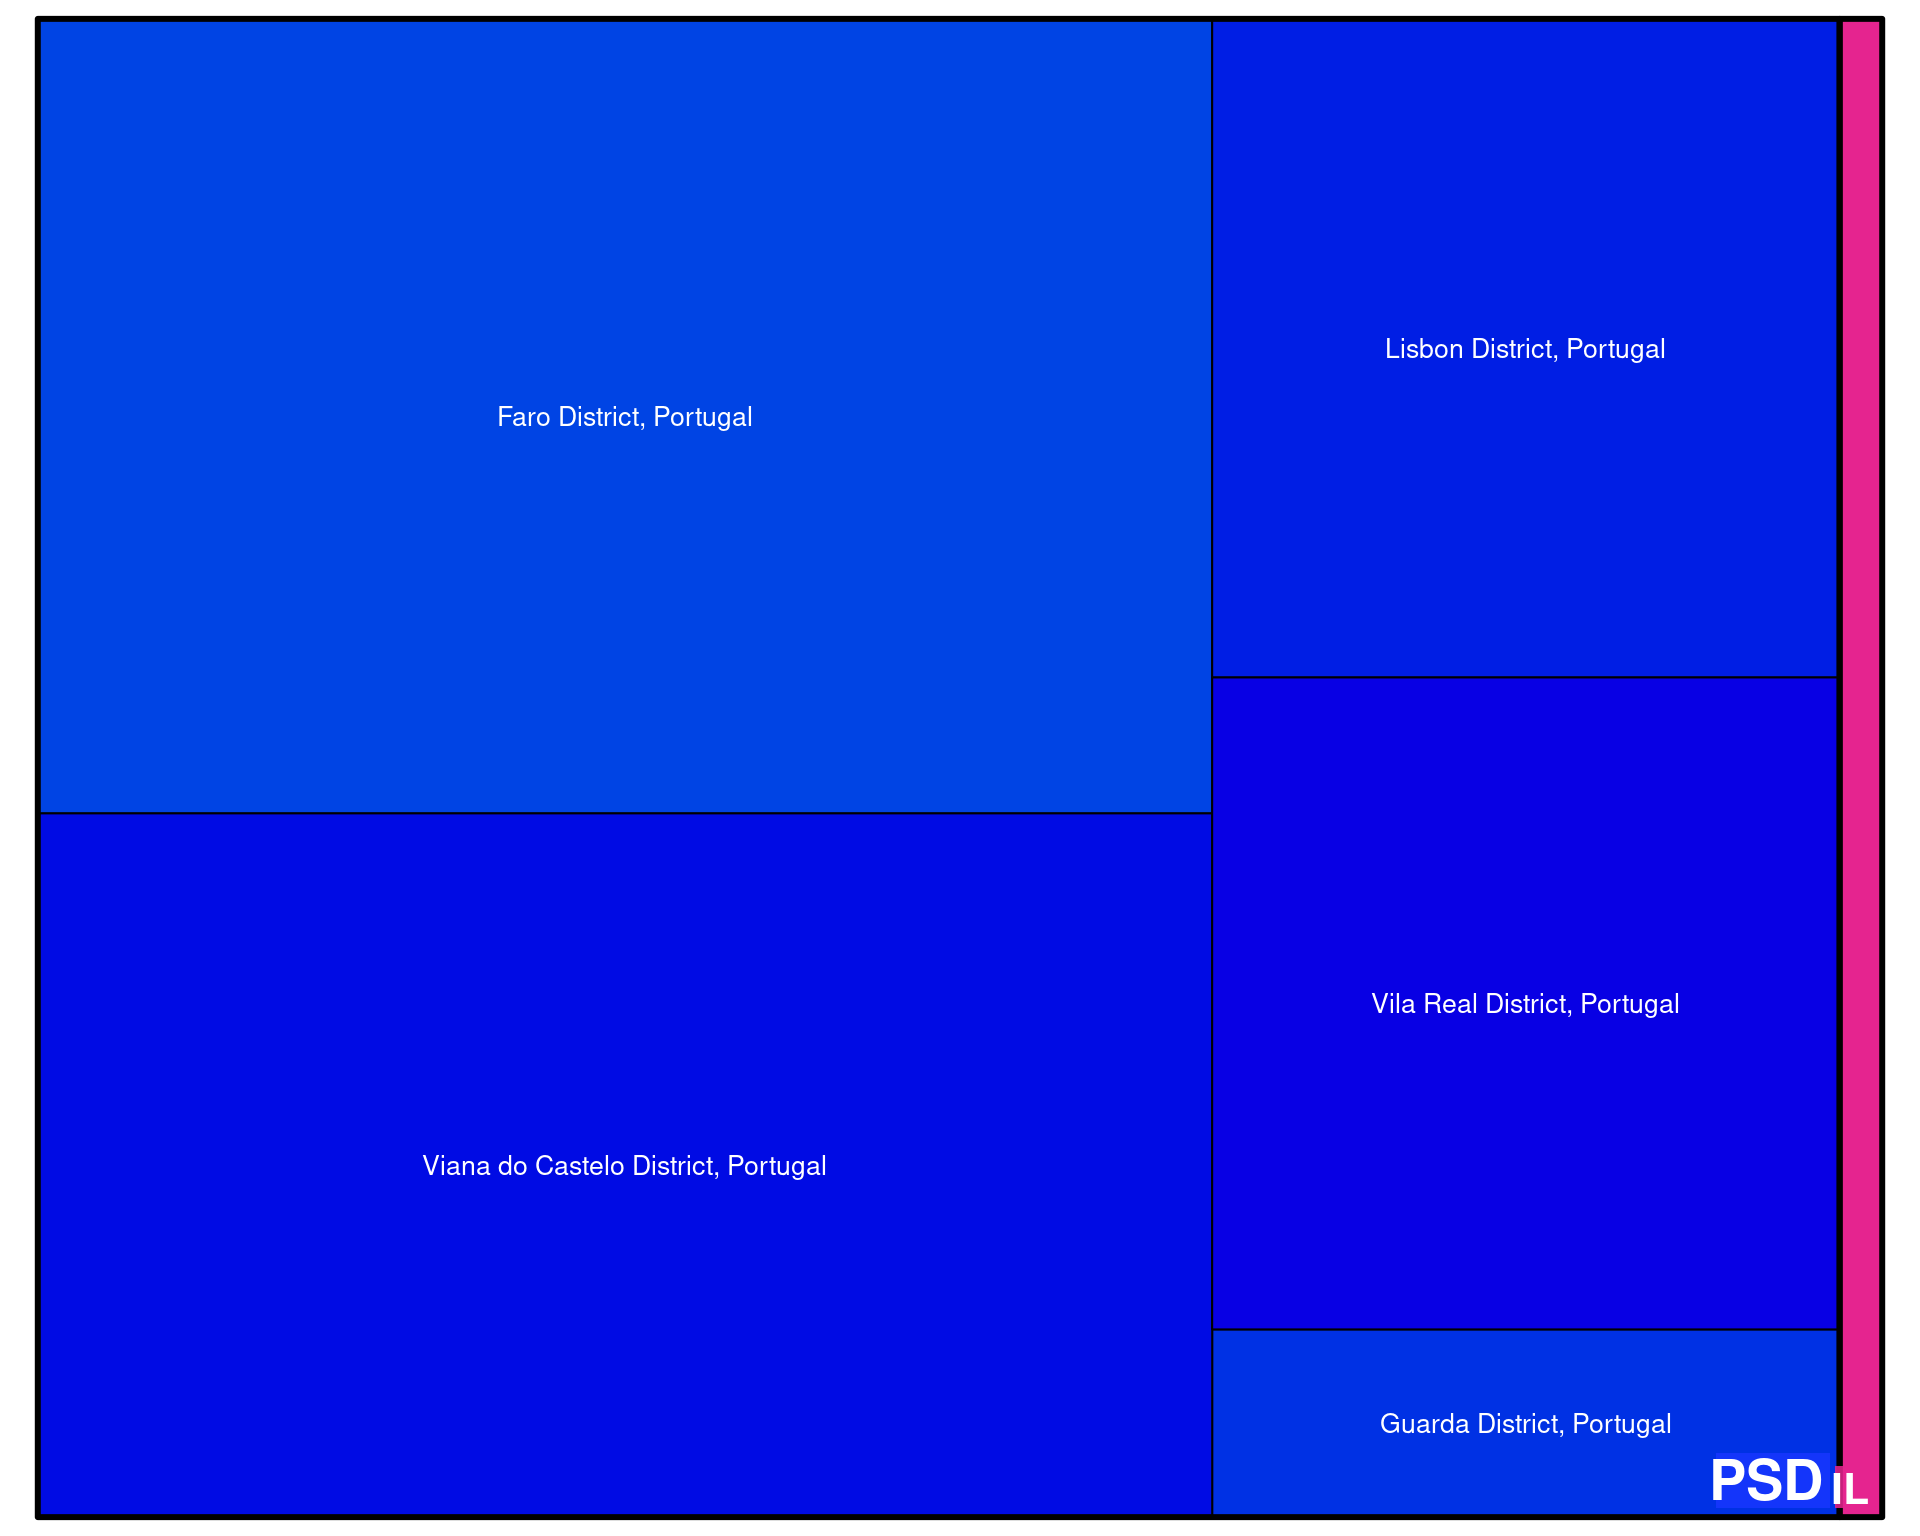 Faro District, Portugal
Viana do Castelo District, Portugal
Lisbon District, Portugal
Vila Real District, Portugal
Guarda District, Portugal
PSD
IL